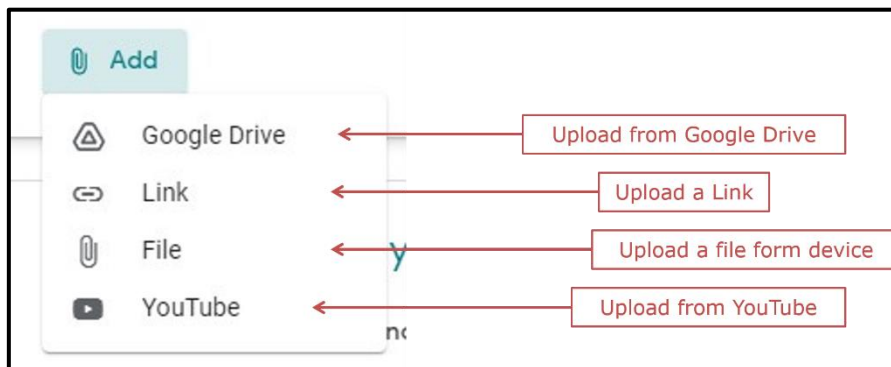 Add
Google Drive
Upload from Google Drive
Link
Upload a Link
File
Upload a file form device
YouTube
Upload from YouTube